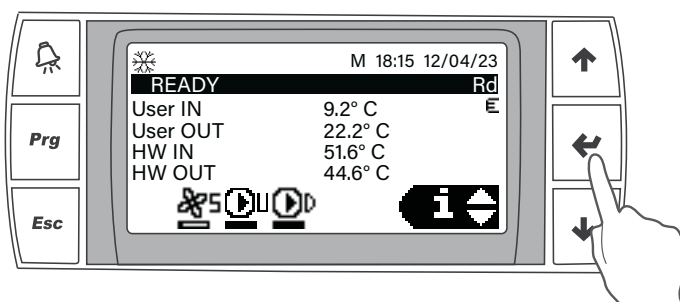 M 18:15 12/04/23
READY Rd
User IN 9.2° C E
User OUT 22.2° C
HW IN 51.6° C
HW OUT 44.6° C
S U D i
Prg
Esc